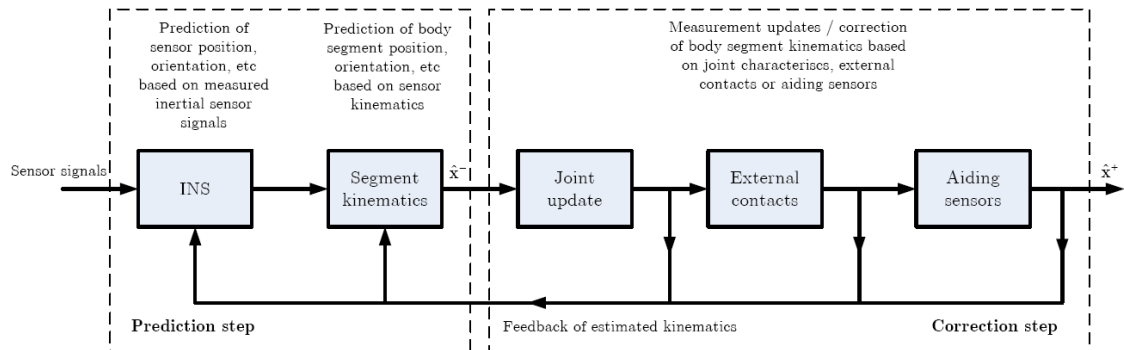 Prediction of
sensor position,
orientation, etc
based on measured
inertial sensor
signals
Prediction of body
segment position,
orientation, etc
based on sensor
kinematics
Measurement updates / correction
of body segment kinematics based
on joint characteriscs, external
contacts or aiding sensors
Sensor signals
INS
Segment
kinematics
x̂⁻
Joint
update
External
contacts
Aiding
sensors
x̂⁺
Prediction step
Feedback of estimated kinematics
Correction step